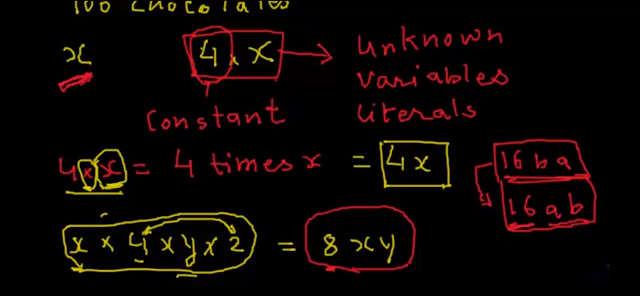 100 chocolates
x 4.x → unknown
variables
constant literals
4 x x = 4 times x = 4x 16 b a
16 a b
x x 4 x y x 2 = 8 x y